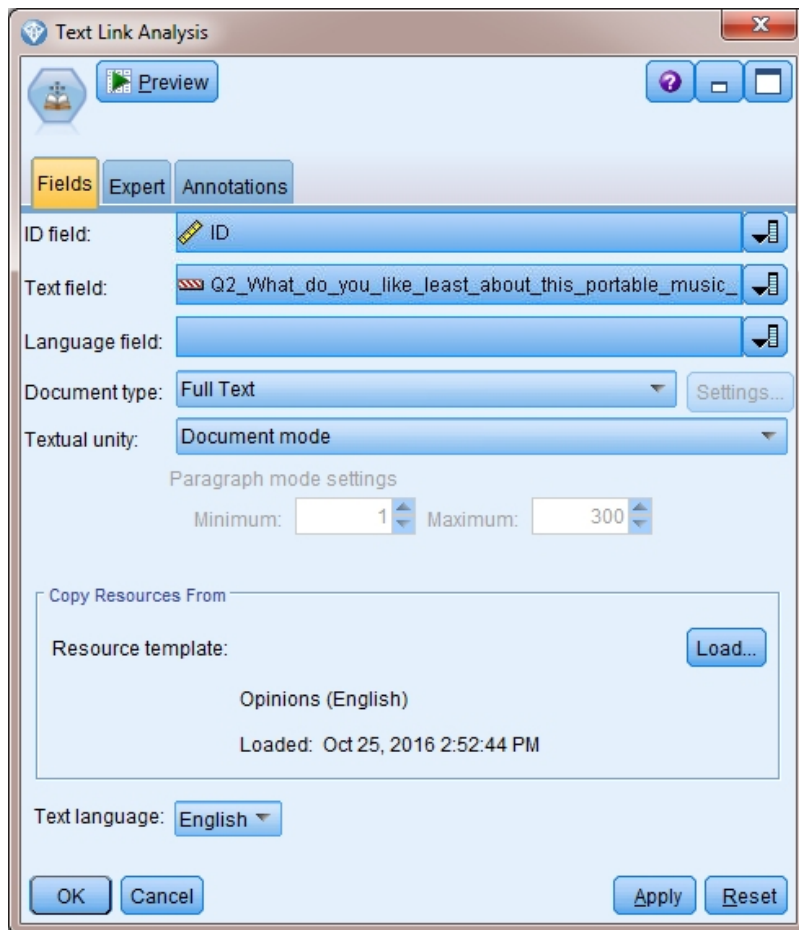 Text Link Analysis
Preview
Fields Expert Annotations
ID field: ID
Text field: Q2_What_do_you_like_least_about_this_portable_music_
Language field:
Document type: Full Text Settings...
Textual unity: Document mode
Paragraph mode settings
Minimum: 1 Maximum: 300
Copy Resources From
Resource template: Load...
Opinions (English)
Loaded: Oct 25, 2016 2:52:44 PM
Text language: English
OK Cancel Apply Reset